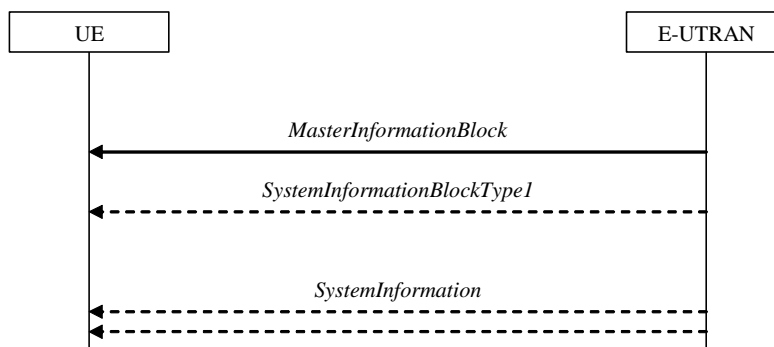 UE
E-UTRAN
MasterInformationBlock
SystemInformationBlockType1
SystemInformation